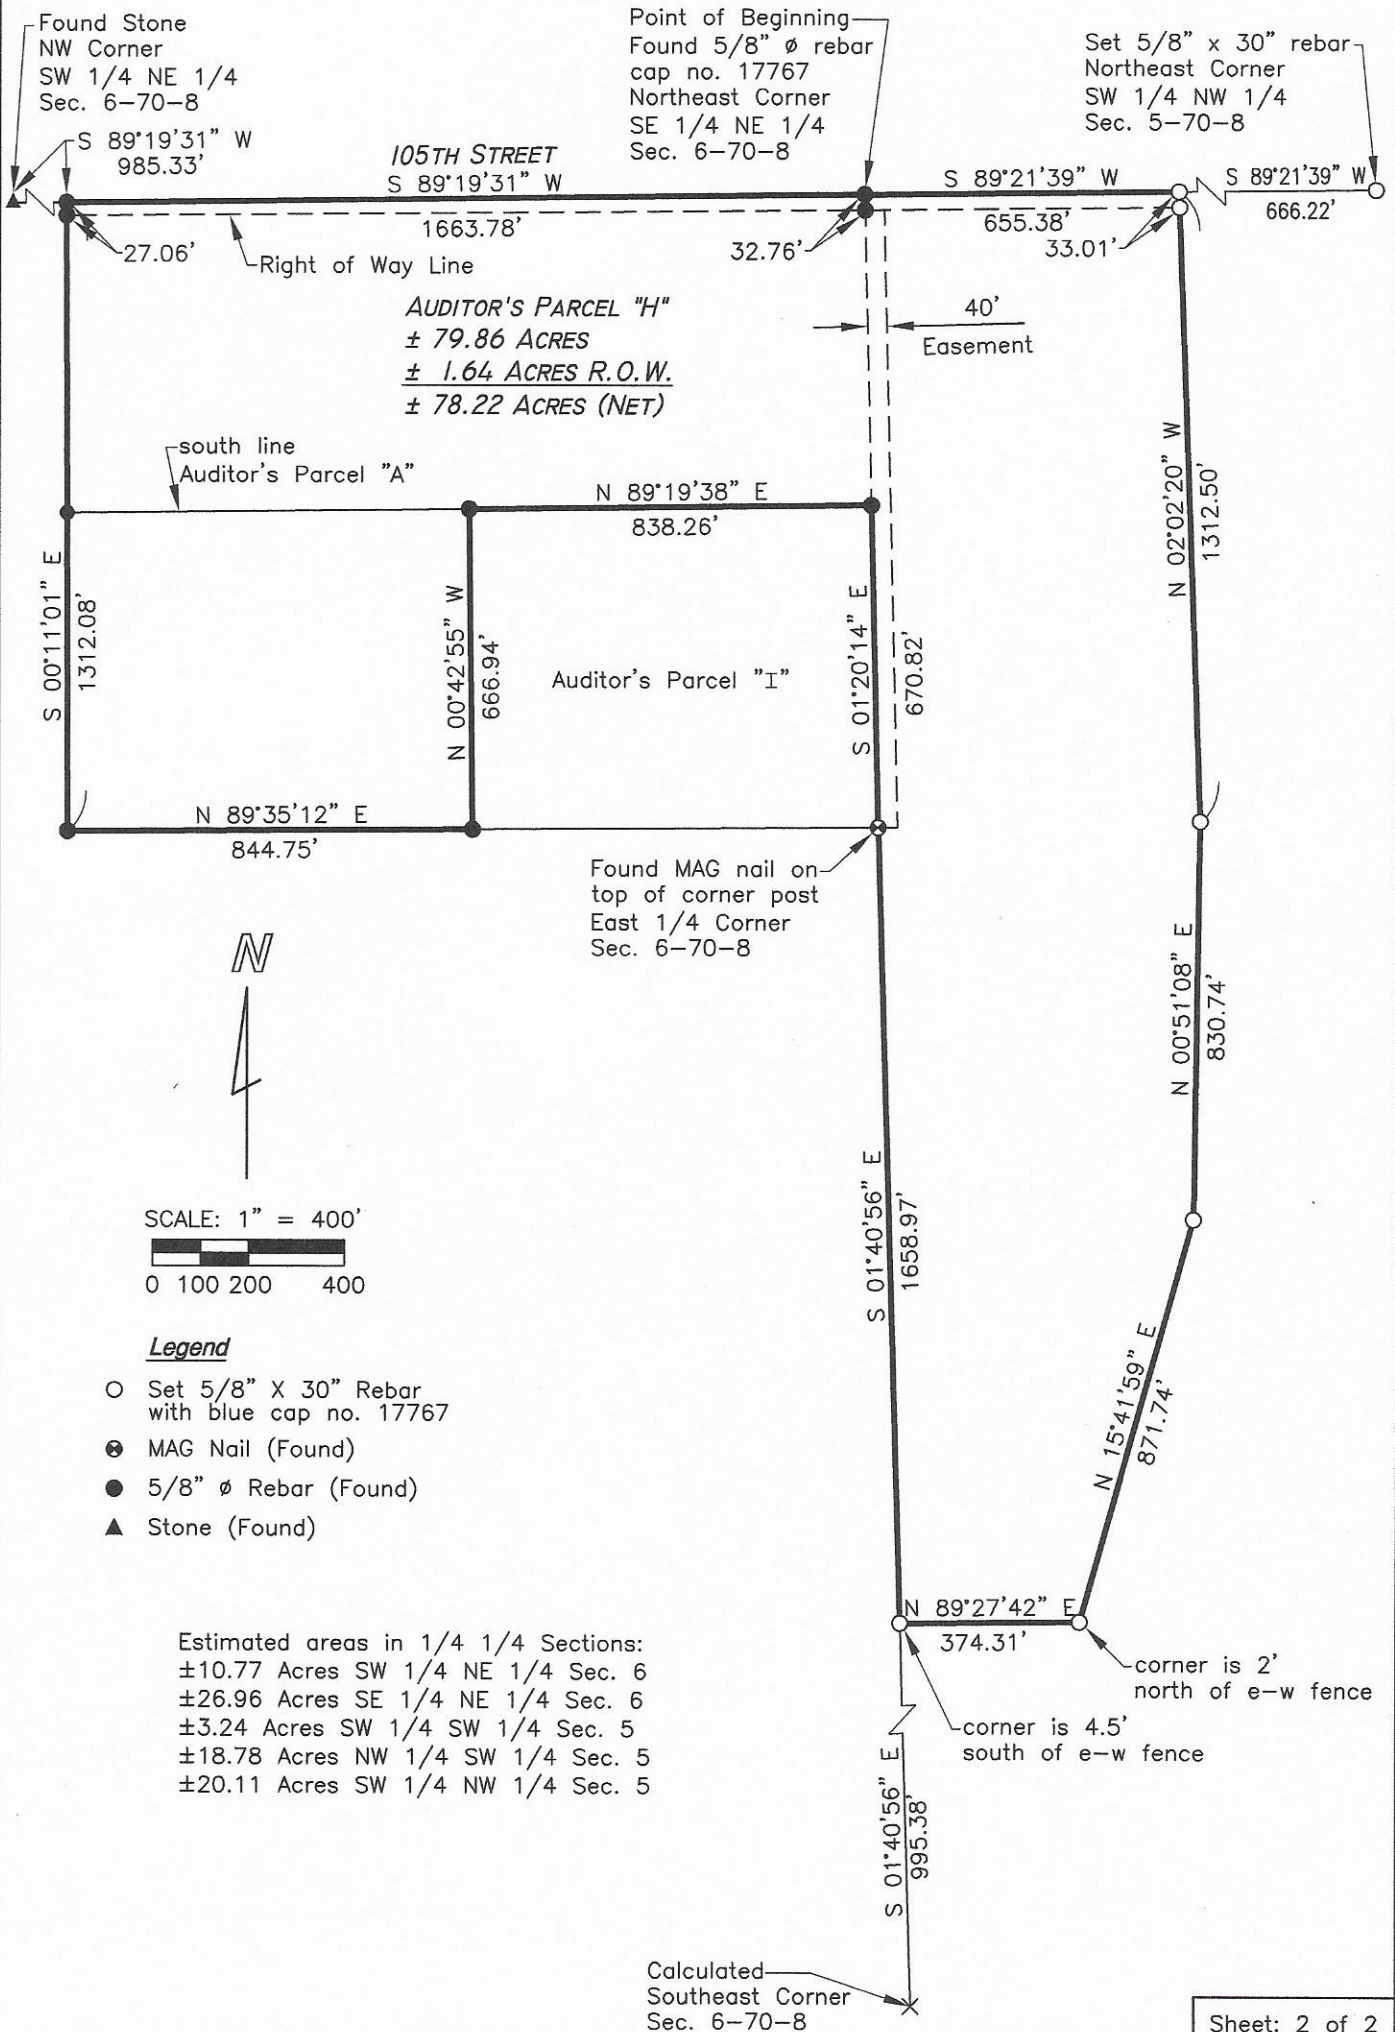 Found Stone
NW Corner
SW 1/4 NE 1/4
Sec. 6-70-8
S 89°19'31" W
985.33'
105TH STREET
S 89°19'31" W
1663.78'
Point of Beginning
Found 5/8" ø rebar
cap no. 17767
Northeast Corner
SE 1/4 NE 1/4
Sec. 6-70-8
Set 5/8" x 30" rebar
Northeast Corner
SW 1/4 NW 1/4
Sec. 5-70-8
S 89°21'39" W
655.38'
S 89°21'39" W
666.22'
27.06'
Right of Way Line
32.76'
33.01'
AUDITOR'S PARCEL "H"
± 79.86 ACRES
± 1.64 ACRES R.O.W.
± 78.22 ACRES (NET)
40'
Easement
south line
Auditor's Parcel "A"
N 89°19'38" E
838.26'
N 02°02'20" W
1312.50'
S 00°11'01" E
1312.08'
N 00°42'55" W
666.94'
Auditor's Parcel "I"
S 01°20'14" E
670.82'
N 89°35'12" E
844.75'
Found MAG nail on
top of corner post
East 1/4 Corner
Sec. 6-70-8
N
N 00°51'08" E
830.74'
S 01°40'56" E
1658.97'
SCALE: 1" = 400'
0 100 200 400
Legend
Set 5/8" X 30" Rebar
with blue cap no. 17767
MAG Nail (Found)
5/8" ø Rebar (Found)
Stone (Found)
N 15°41'59" E
871.74'
N 89°27'42" E
374.31'
corner is 2'
north of e-w fence
corner is 4.5'
south of e-w fence
Estimated areas in 1/4 1/4 Sections:
±10.77 Acres SW 1/4 NE 1/4 Sec. 6
±26.96 Acres SE 1/4 NE 1/4 Sec. 6
±3.24 Acres SW 1/4 SW 1/4 Sec. 5
±18.78 Acres NW 1/4 SW 1/4 Sec. 5
±20.11 Acres SW 1/4 NW 1/4 Sec. 5
S 01°40'56" E
995.38'
Calculated
Southeast Corner
Sec. 6-70-8
Sheet: 2 of 2